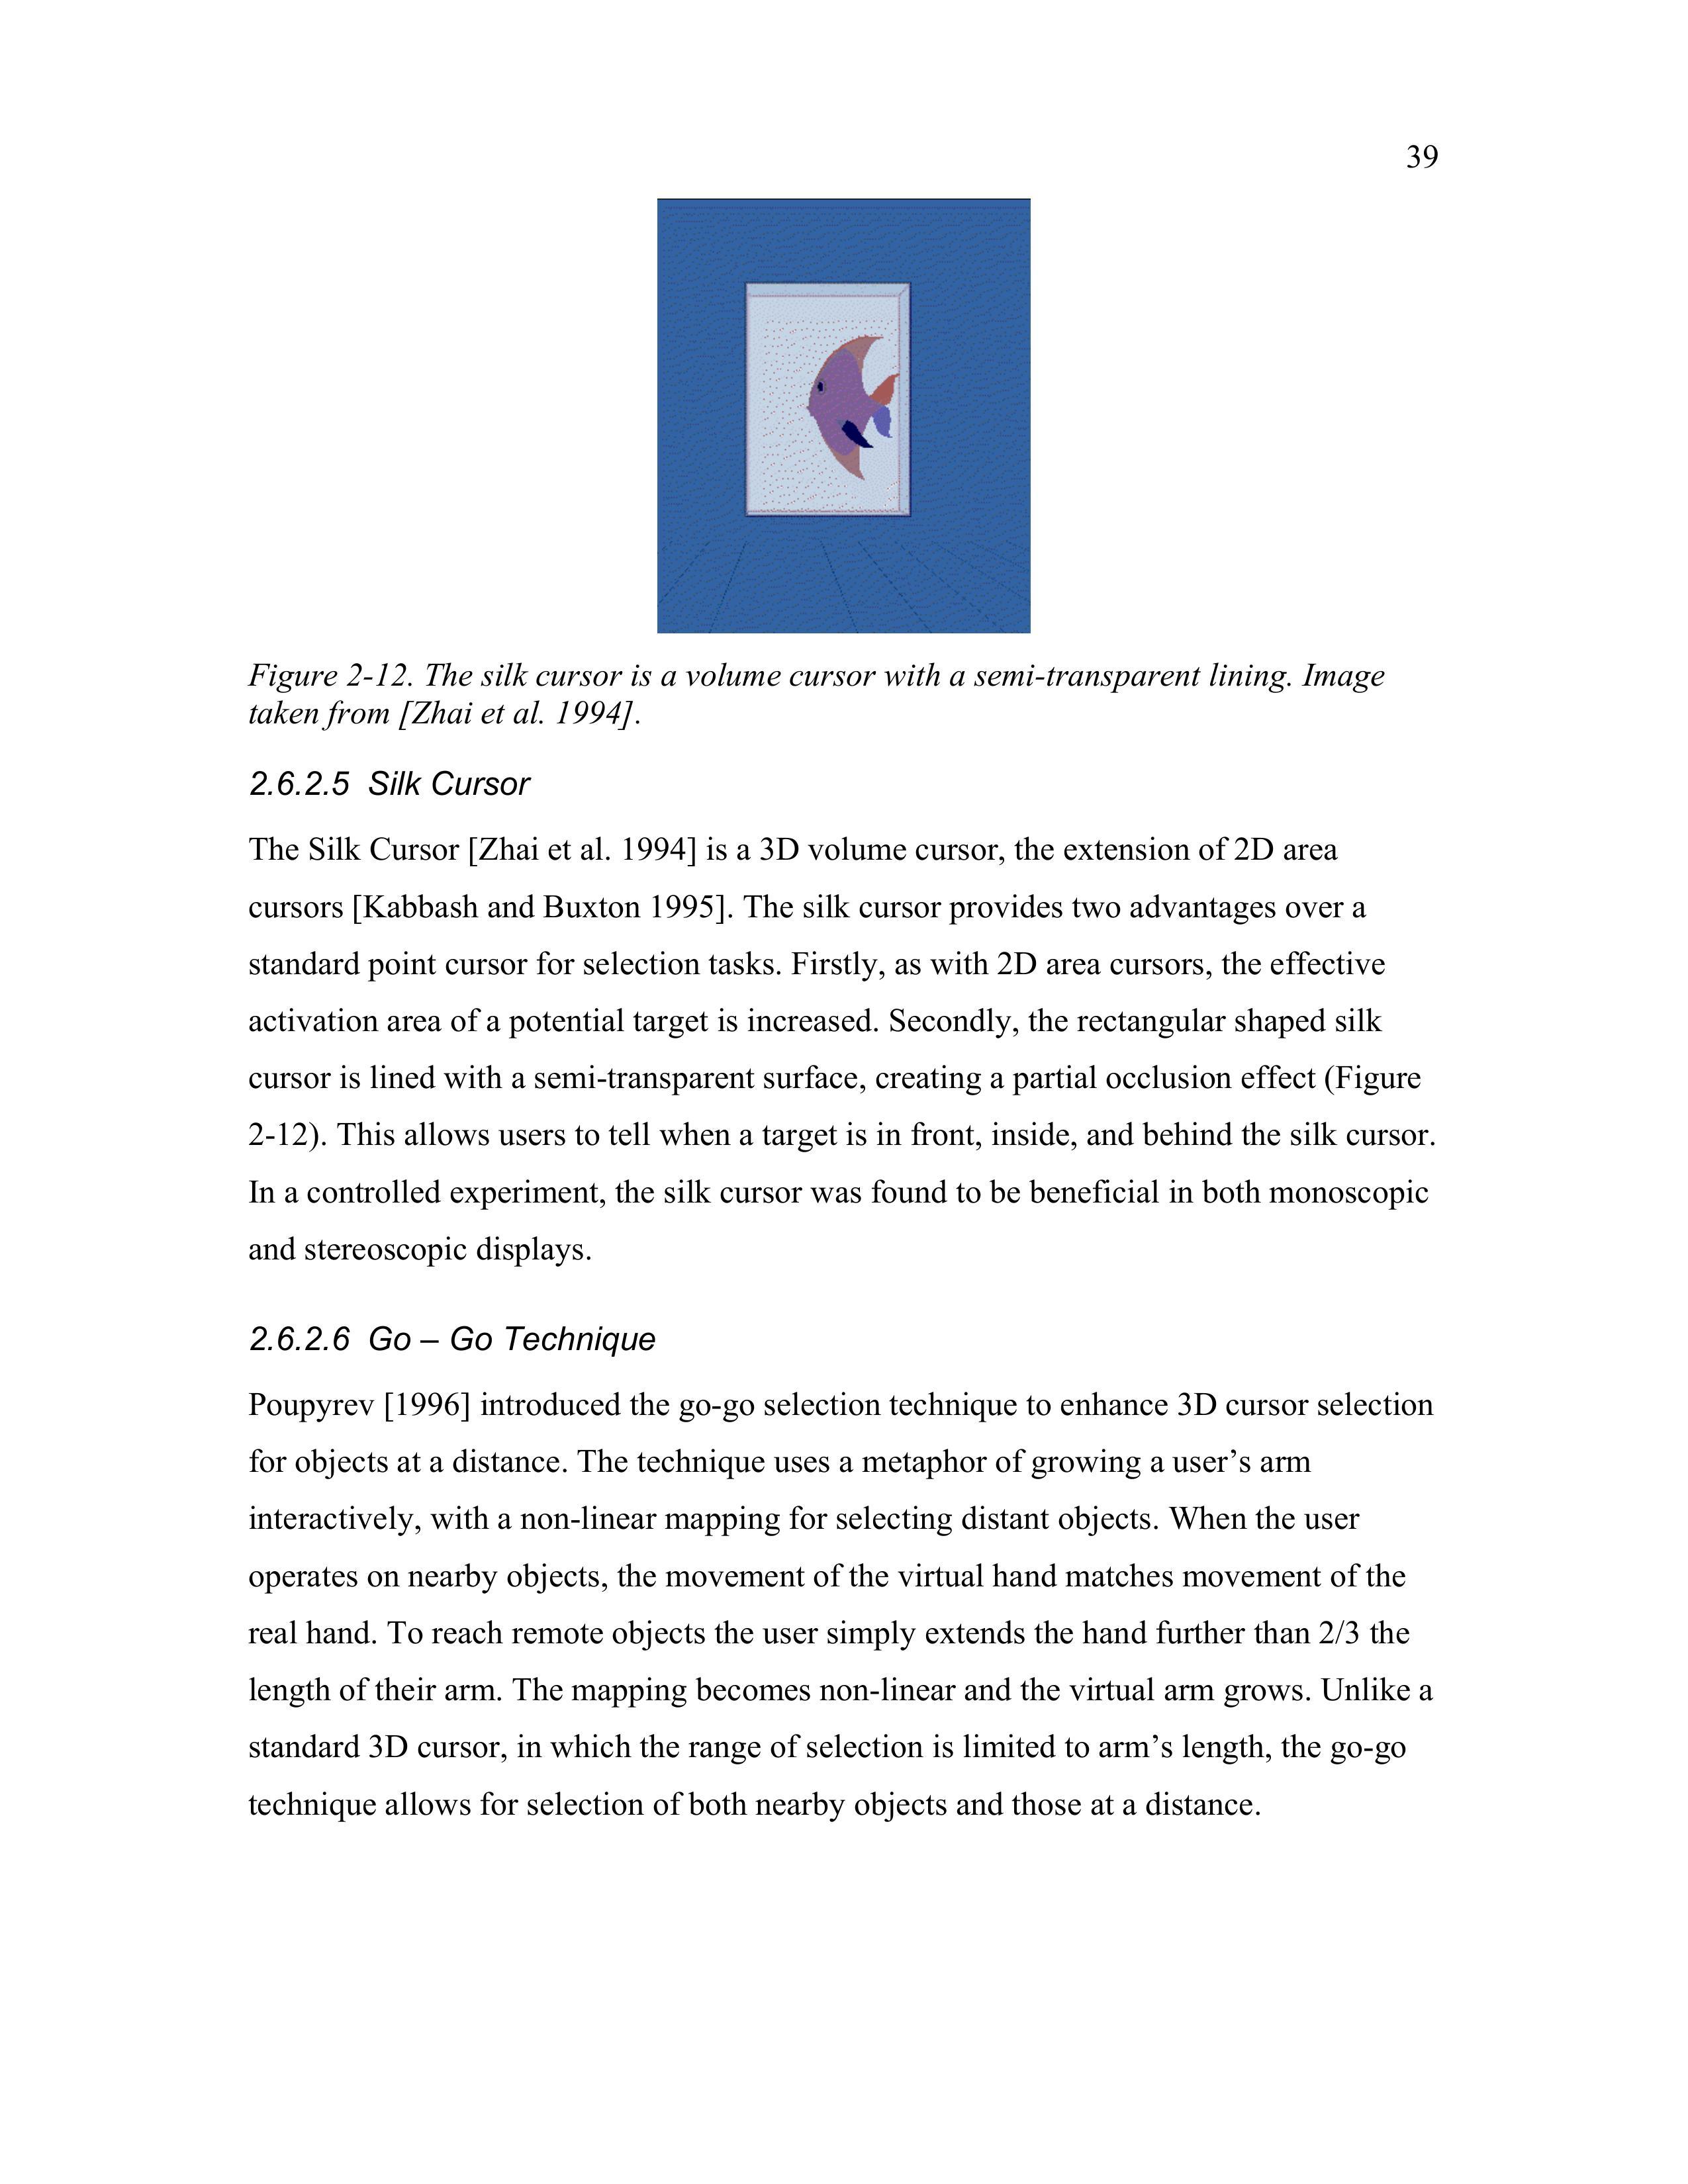 39
Figure 2-12. The silk cursor is a volume cursor with a semi-transparent lining. Image
taken from [Zhai et al. 1994].
2.6.2.5 Silk Cursor
The Silk Cursor [Zhai et al. 1994] is a 3D volume cursor, the extension of 2D area
cursors [Kabbash and Buxton 1995]. The silk cursor provides two advantages over a
standard point cursor for selection tasks. Firstly, as with 2D area cursors, the effective
activation area of a potential target is increased. Secondly, the rectangular shaped silk
cursor is lined with a semi-transparent surface, creating a partial occlusion effect (Figure
2-12). This allows users to tell when a target is in front, inside, and behind the silk cursor.
In a controlled experiment, the silk cursor was found to be beneficial in both monoscopic
and stereoscopic displays.
2.6.2.6 Go – Go Technique
Poupyrev [1996] introduced the go-go selection technique to enhance 3D cursor selection
for objects at a distance. The technique uses a metaphor of growing a user’s arm
interactively, with a non-linear mapping for selecting distant objects. When the user
operates on nearby objects, the movement of the virtual hand matches movement of the
real hand. To reach remote objects the user simply extends the hand further than 2/3 the
length of their arm. The mapping becomes non-linear and the virtual arm grows. Unlike a
standard 3D cursor, in which the range of selection is limited to arm’s length, the go-go
technique allows for selection of both nearby objects and those at a distance.